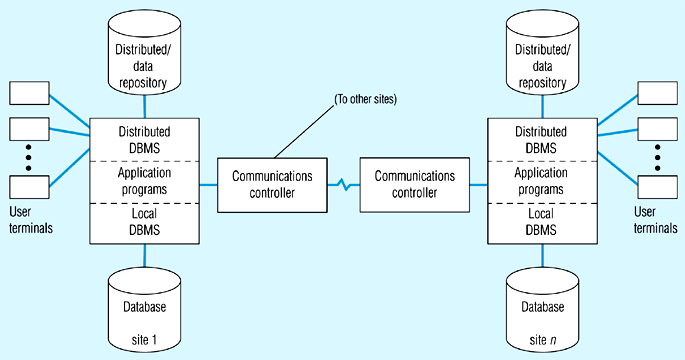 Distributed/
data
repository
Distributed/
data
repository
(To other sites)
Distributed
DBMS
Application
programs
Local
DBMS
Communications
controller
Communications
controller
Distributed
DBMS
Application
programs
Local
DBMS
User
terminals
User
terminals
Database
site 1
Database
site n